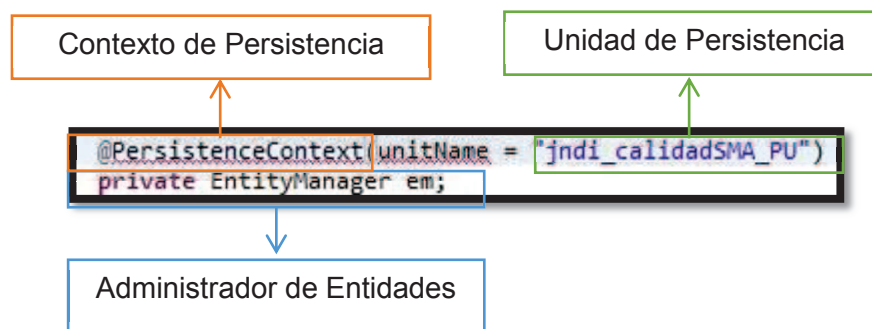 Contexto de Persistencia
Unidad de Persistencia
@PersistenceContext(unitName = "jndi_calidadSMA_PU")
private EntityManager em;
Administrador de Entidades